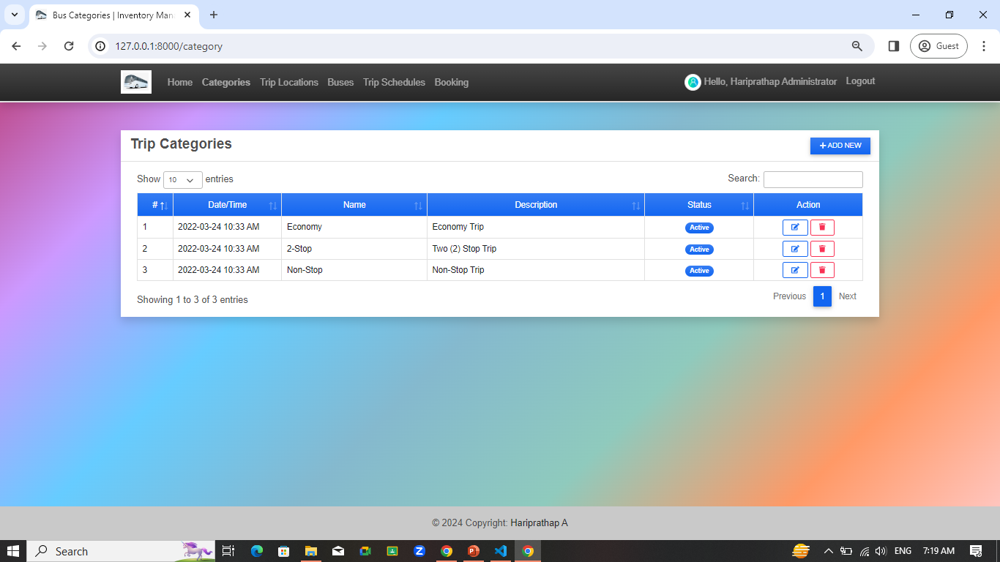 Bus Categories | Inventory Man
127.0.0.1:8000/category
Guest
Home Categories Trip Locations Buses Trip Schedules Booking Hello, Hariprathap Administrator Logout
Trip Categories
ADD NEW
Show 10 entries Search:
# Date/Time Name Description Status Action
1 2022-03-24 10:33 AM Economy Economy Trip Active
2 2022-03-24 10:33 AM 2-Stop Two (2) Stop Trip Active
3 2022-03-24 10:33 AM Non-Stop Non-Stop Trip Active
Showing 1 to 3 of 3 entries Previous 1 Next
© 2024 Copyright: Hariprathap A
Search ENG 7:19 AM